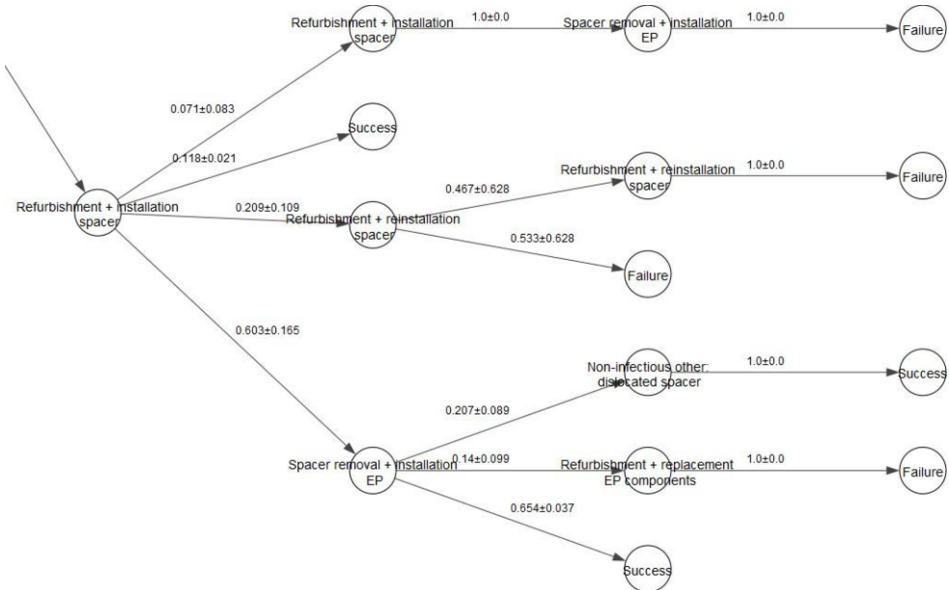 Refurbishment + installation
spacer
1.0±0.0
Spacer removal + installation
EP
1.0±0.0
Failure
0.071±0.083
Success
0.118±0.021
Refurbishment + installation
spacer
0.209±0.109
Refurbishment + reinstallation
spacer
0.467±0.628
Refurbishment + reinstallation
spacer
1.0±0.0
Failure
0.533±0.628
Failure
0.603±0.165
Non-infectious other:
dislocated spacer
1.0±0.0
Success
0.207±0.089
Spacer removal + installation
EP
0.14±0.099
Refurbishment + replacement
EP components
1.0±0.0
Failure
0.654±0.037
Success